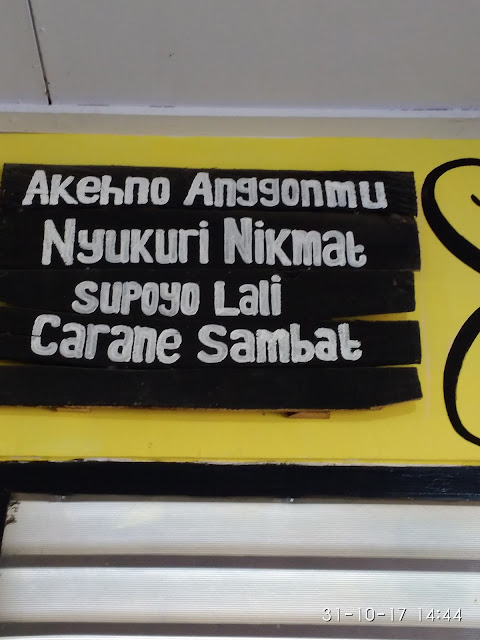 Akehno Anggonmu
Nyukuri Nikmat
supoyo Lali
Carane Sambat
31-10-17 14:44